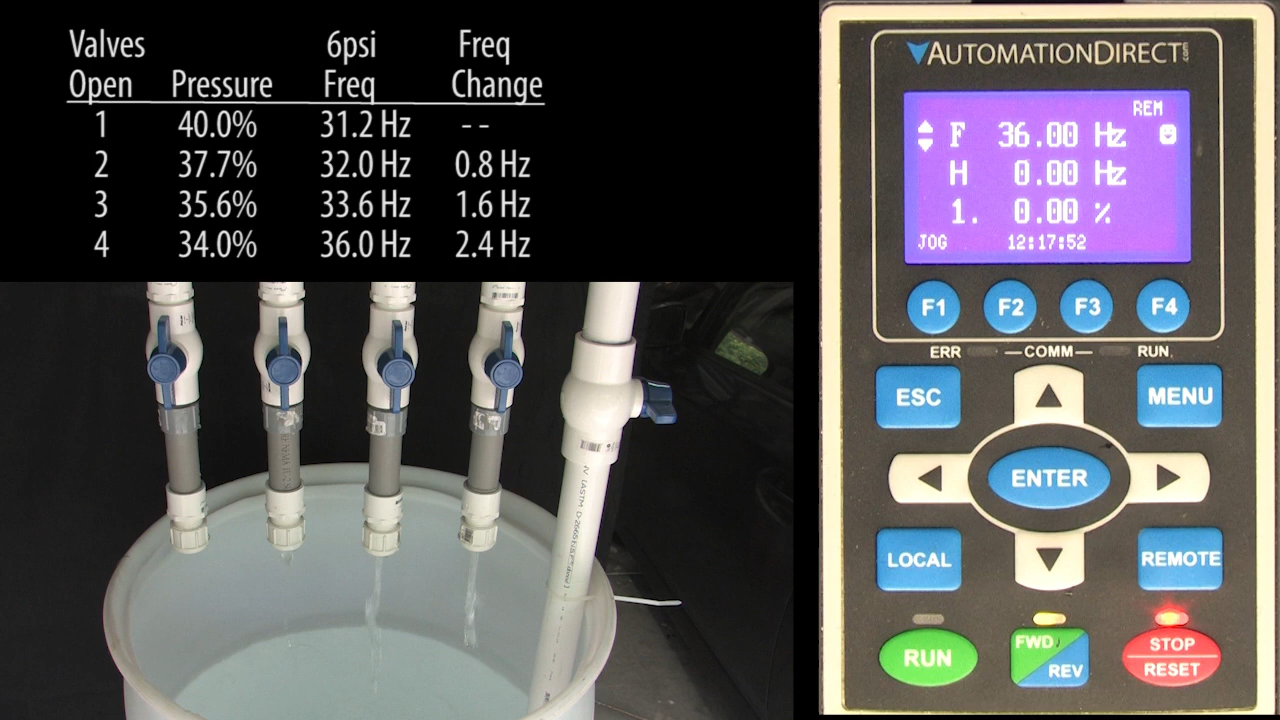 Valves 6psi Freq
Open Pressure Freq Change
1 40.0% 31.2 Hz --
2 37.7% 32.0 Hz 0.8 Hz
3 35.6% 33.6 Hz 1.6 Hz
4 34.0% 36.0 Hz 2.4 Hz
AUTOMATIONDIRECT.com
REM
F 36.00 Hz
H 0.00 Hz
1. 0.00 %
JOG 12:17:52
F1 F2 F3 F4
ERR COMM RUN
ESC MENU
ENTER
LOCAL REMOTE
RUN FWD REV STOP RESET